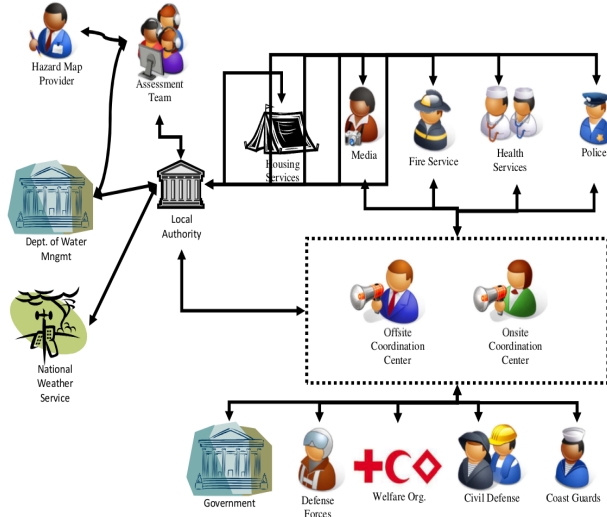 Hazard Map
Provider
Assessment
Team
Housing
Services
Media
Fire Service
Health
Services
Police
Dept. of Water
Mngmt
Local
Authority
National
Weather
Service
Offsite
Coordination
Center
Onsite
Coordination
Center
Government
Defense
Forces
Welfare Org.
Civil Defense
Coast Guards